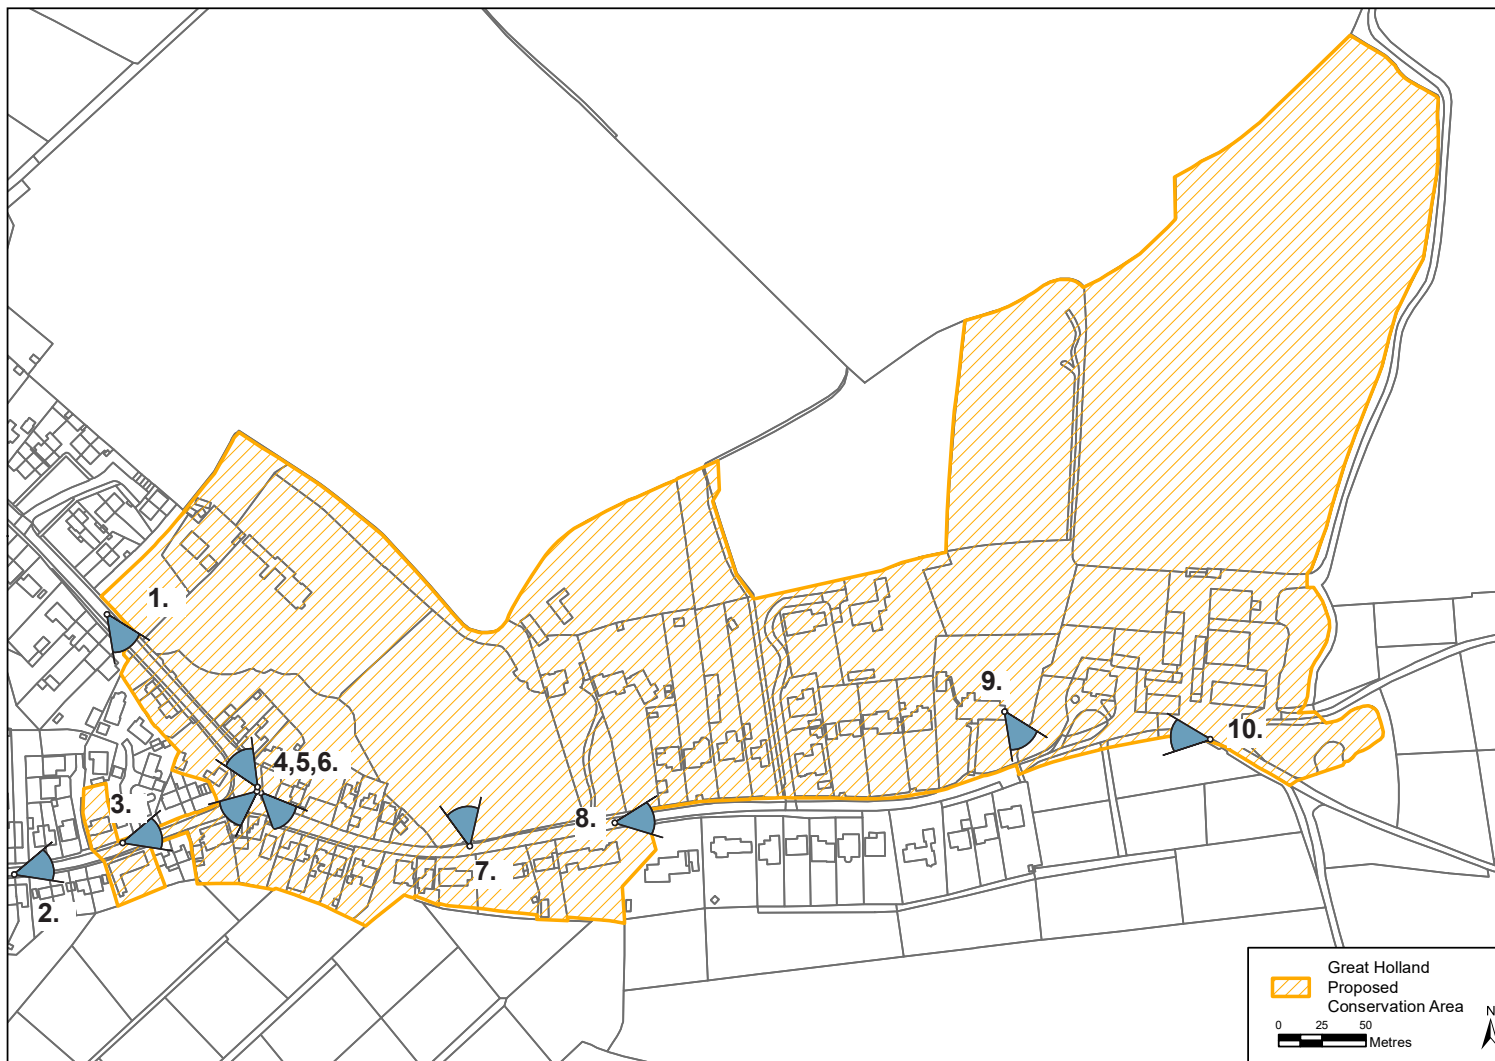 1.
9.
10.
4,5,6.
3.
8.
7.
2.
Great Holland
Proposed
Conservation Area
N
0 25 50
Metres